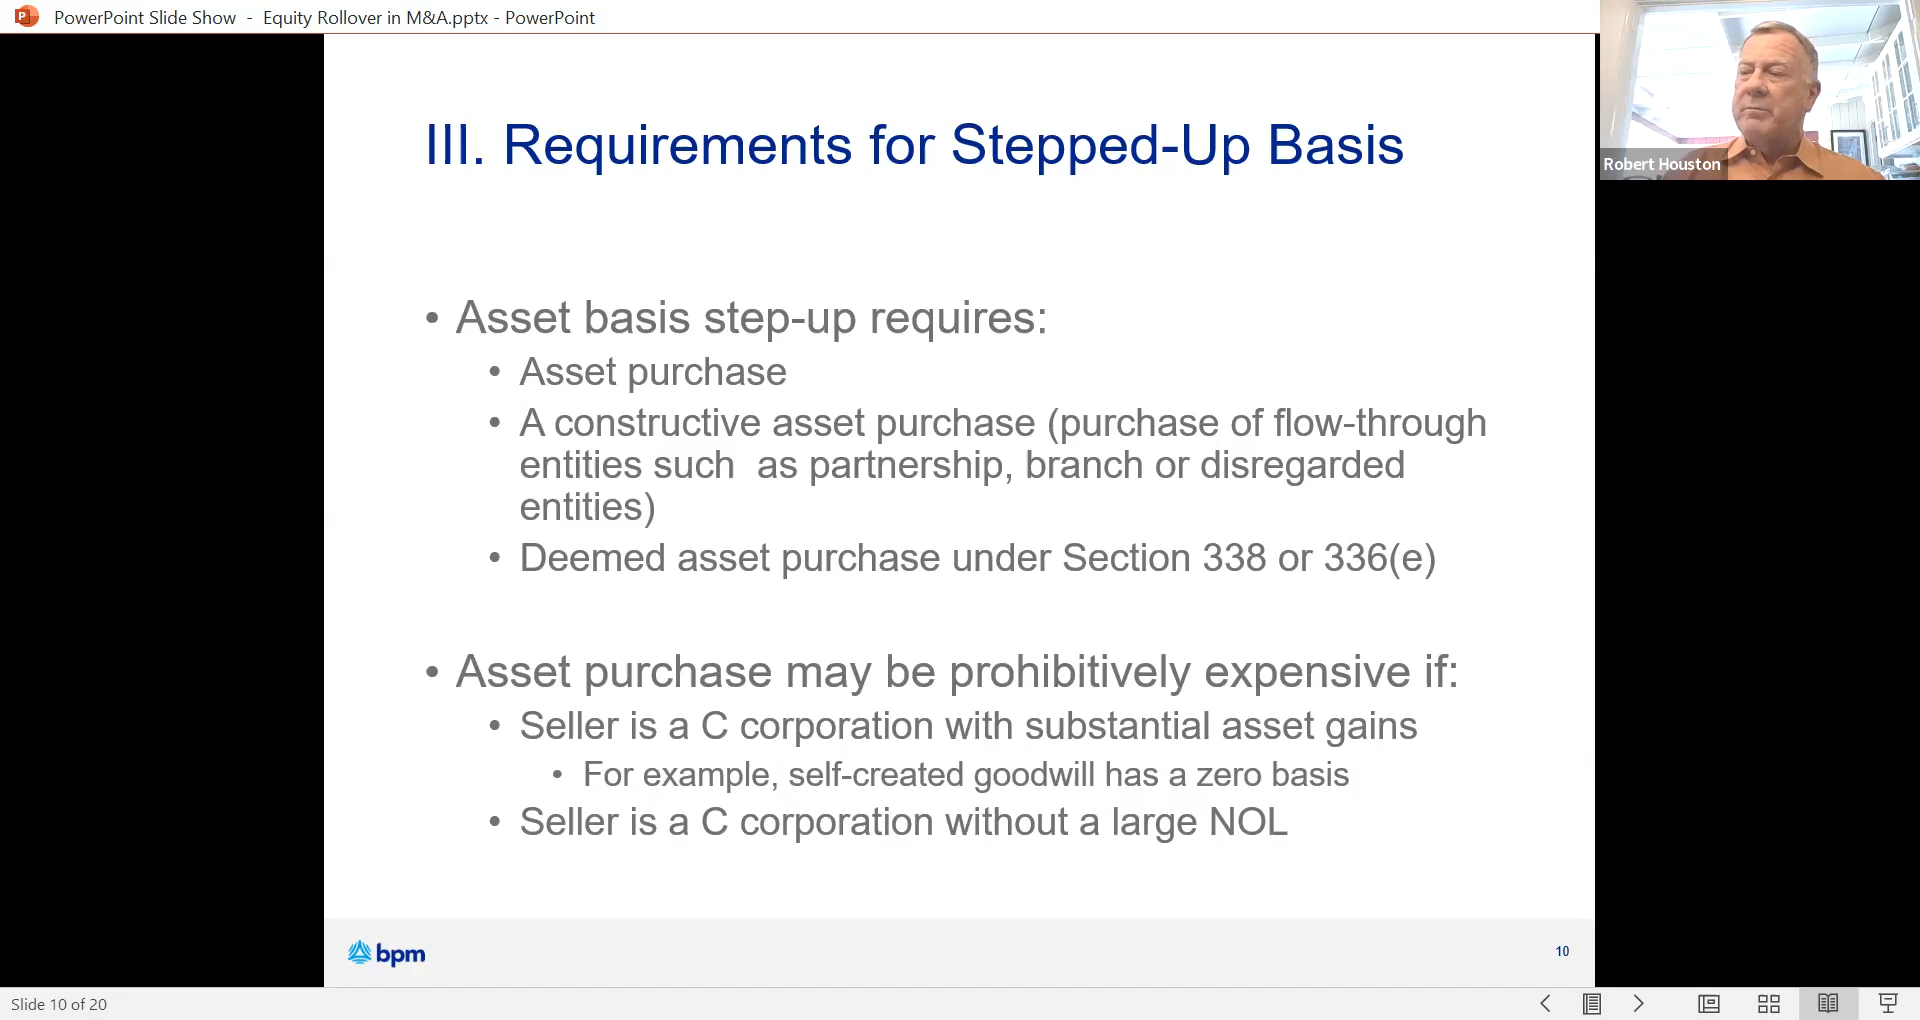 PowerPoint Slide Show - Equity Rollover in M&A.pptx - PowerPoint
Robert Houston
III. Requirements for Stepped-Up Basis
• Asset basis step-up requires:
• Asset purchase
• A constructive asset purchase (purchase of flow-through
entities such  as partnership, branch or disregarded
entities)
• Deemed asset purchase under Section 338 or 336(e)
• Asset purchase may be prohibitively expensive if:
• Seller is a C corporation with substantial asset gains
• For example, self-created goodwill has a zero basis
• Seller is a C corporation without a large NOL
bpm
10
Slide 10 of 20